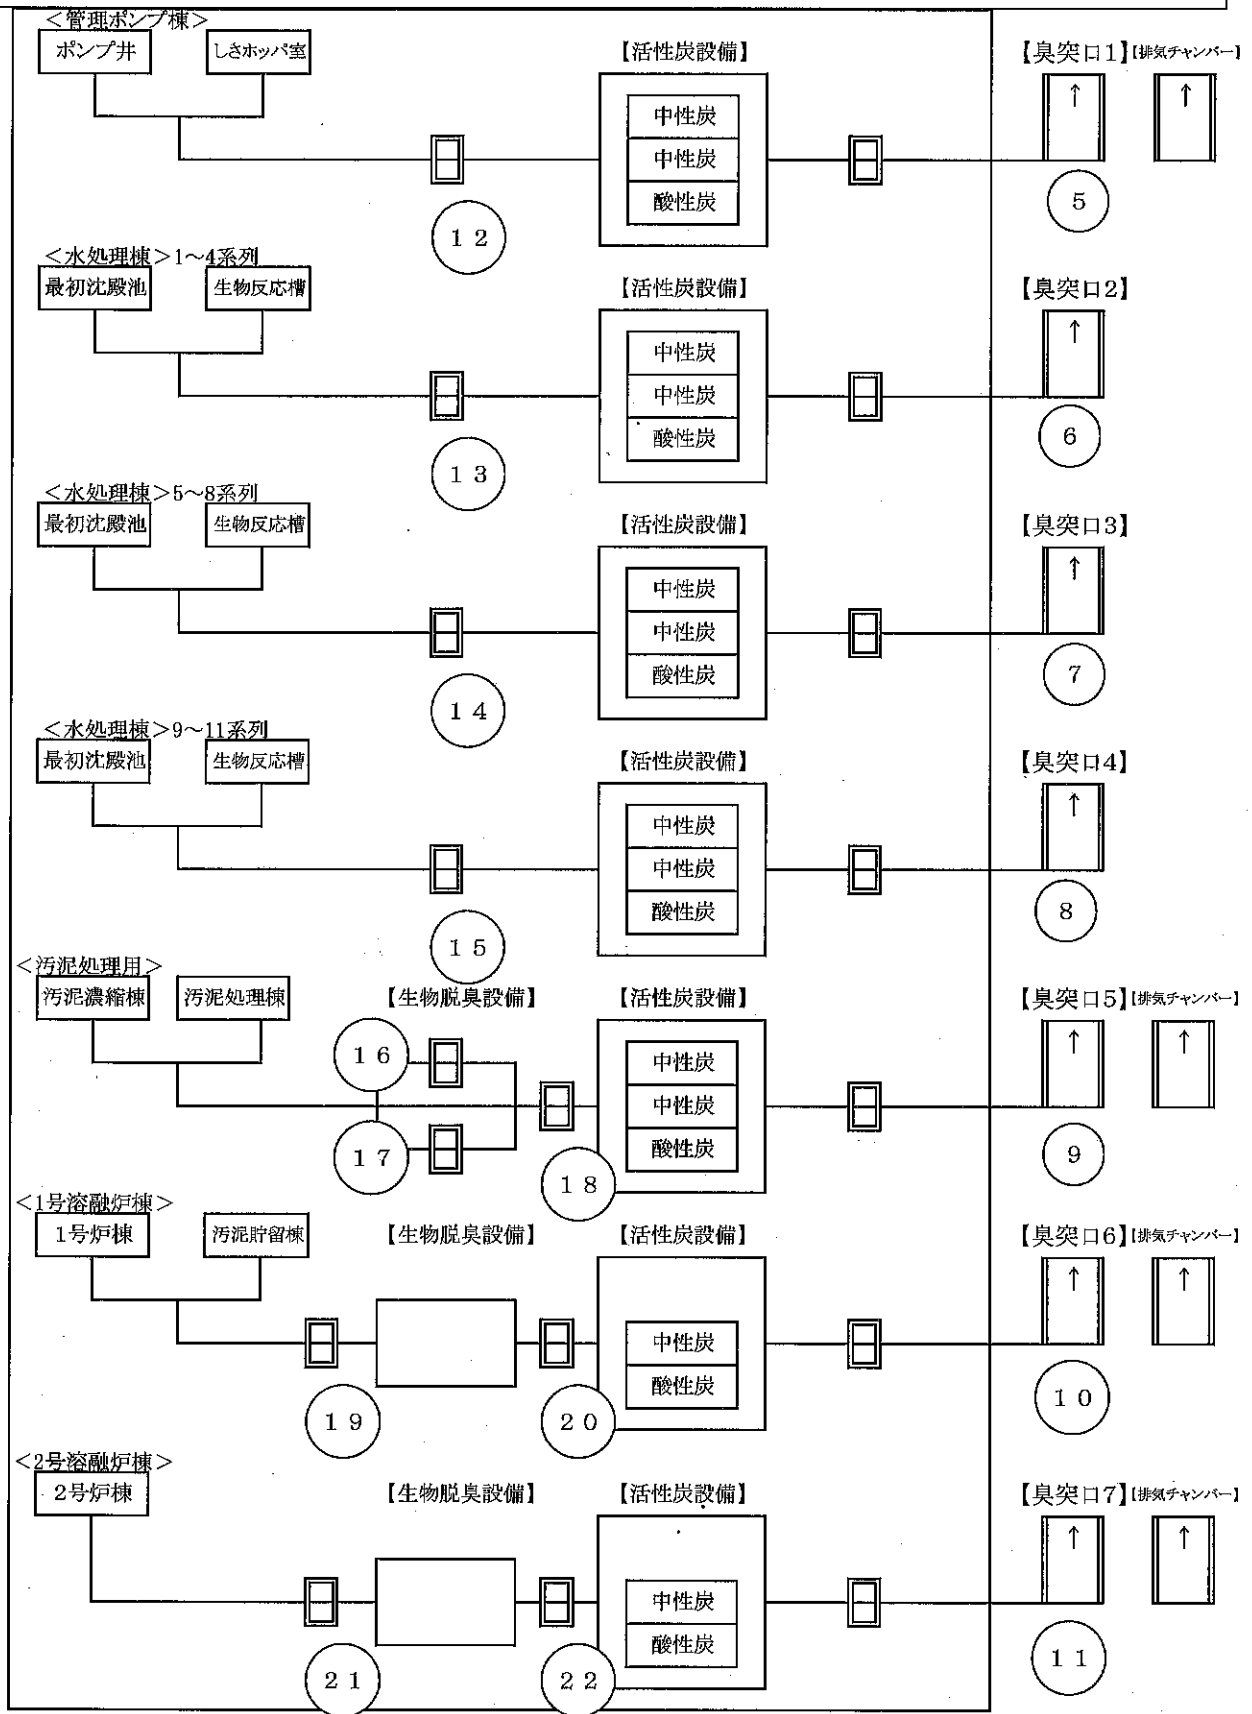 ＜管理ポンプ棟＞
ポンプ井 しさホッパ室 【活性炭設備】 【臭突口1】 【排気チャンバー】
↑ ↑
中性炭
中性炭
酸性炭
5
12
＜水処理棟＞1～4系列
最初沈殿池 生物反応槽 【活性炭設備】 【臭突口2】
↑
中性炭
中性炭
酸性炭
6
13
＜水処理棟＞5～8系列
最初沈殿池 生物反応槽 【活性炭設備】 【臭突口3】
↑
中性炭
中性炭
酸性炭
7
14
＜水処理棟＞9～11系列
最初沈殿池 生物反応槽 【活性炭設備】 【臭突口4】
↑
中性炭
中性炭
酸性炭
8
15
＜汚泥処理用＞
汚泥濃縮棟 汚泥処理棟 【生物脱臭設備】 【活性炭設備】 【臭突口5】 【排気チャンバー】
↑ ↑
16 中性炭
中性炭
17 酸性炭
9
18
＜1号溶融炉棟＞
1号炉棟 汚泥貯留棟 【生物脱臭設備】 【活性炭設備】 【臭突口6】 【排気チャンバー】
↑ ↑
中性炭
酸性炭
10
19 20
＜2号溶融炉棟＞
2号炉棟 【生物脱臭設備】 【活性炭設備】 【臭突口7】 【排気チャンバー】
↑ ↑
中性炭
酸性炭
11
21 22